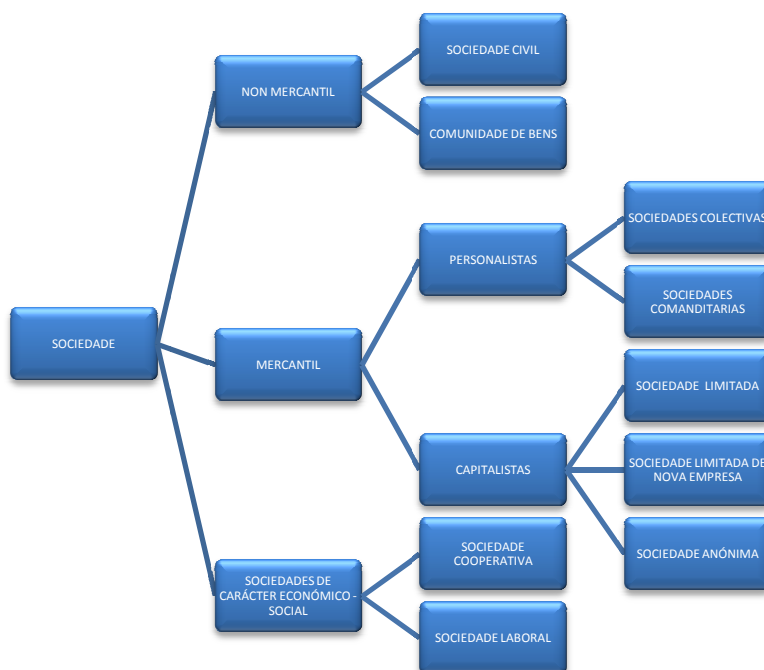 SOCIEDADE
NON MERCANTIL
SOCIEDADE CIVIL
COMUNIDADE DE BENS
MERCANTIL
PERSONALISTAS
SOCIEDADES COLECTIVAS
SOCIEDADES
COMANDITARIAS
CAPITALISTAS
SOCIEDADE LIMITADA
SOCIEDADE LIMITADA DE
NOVA EMPRESA
SOCIEDADE ANÓNIMA
SOCIEDADES DE
CARÁCTER ECONÓMICO -
SOCIAL
SOCIEDADE
COOPERATIVA
SOCIEDADE LABORAL